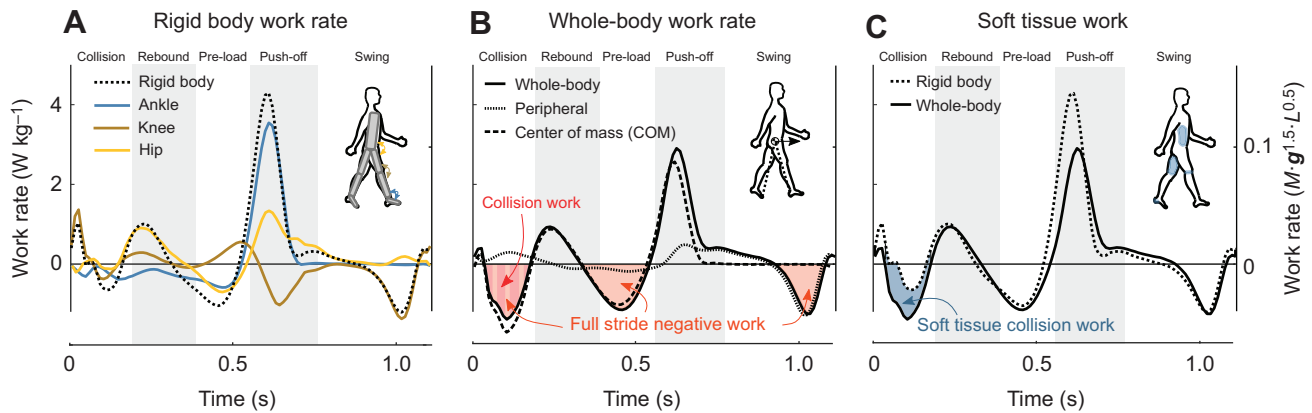 A Rigid body work rate
Collision Rebound Pre-load Push-off Swing
Rigid body
Ankle
Knee
Hip
Work rate (W kg–1)
4
2
0
0 0.5 1.0
Time (s)
B Whole-body work rate
Collision Rebound Pre-load Push-off Swing
Whole-body
Peripheral
Center of mass (COM)
Collision work
Full stride negative work
0
0 0.5 1.0
Time (s)
C Soft tissue work
Collision Rebound Pre-load Push-off Swing
Rigid body
Whole-body
Soft tissue collision work
0.1
0
Work rate (M·g1.5·L0.5)
0 0.5 1.0
Time (s)